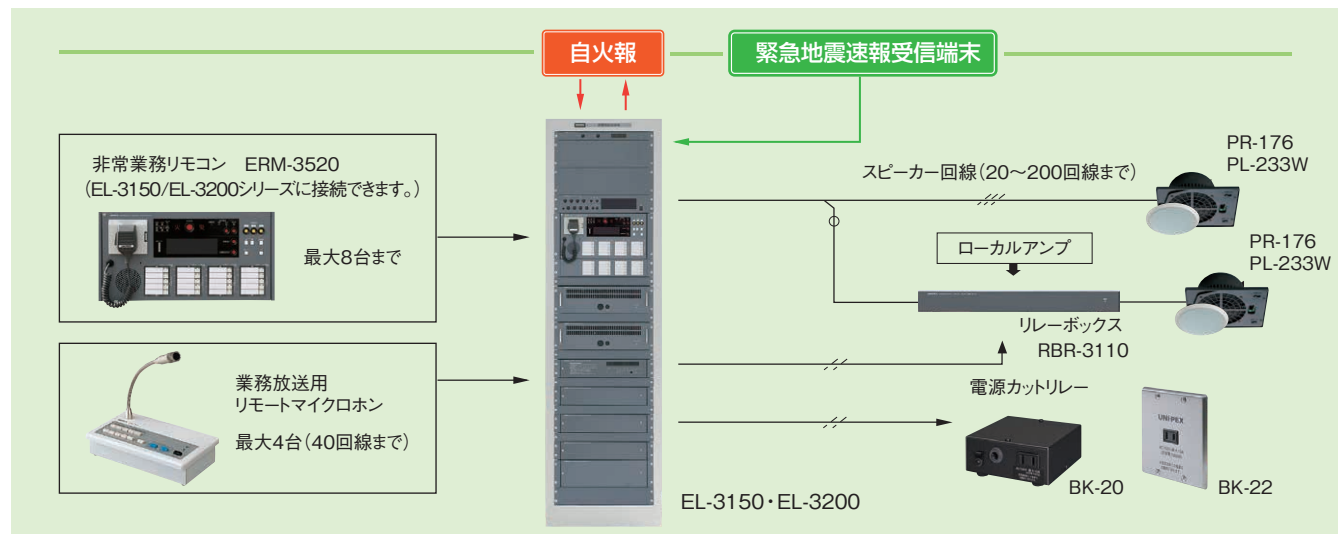 自火報
緊急地震速報受信端末
非常業務リモコン ERM-3520
(EL-3150/EL-3200シリーズに接続できます。)
最大8台まで
業務放送用
リモートマイクロホン
最大4台(40回線まで)
スピーカー回線(20〜200回線まで)
PR-176
PL-233W
ローカルアンプ
PR-176
PL-233W
リレーボックス
RBR-3110
電源カットリレー
UNI-PEX
BK-20
BK-22
EL-3150・EL-3200